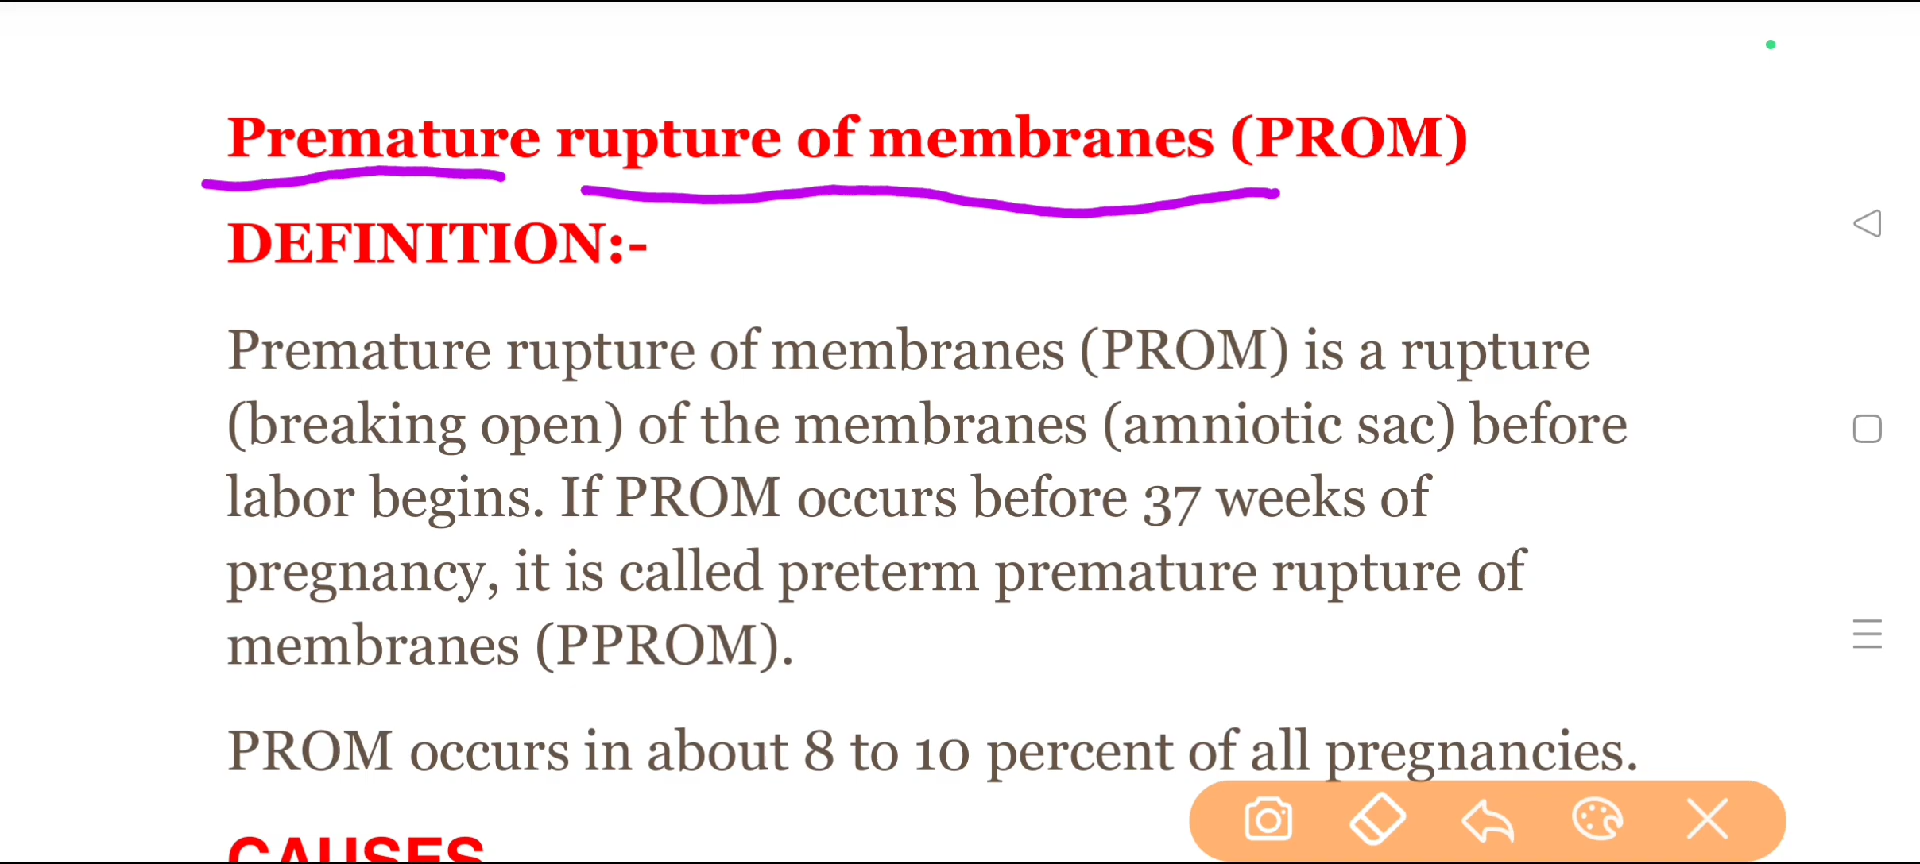 Premature rupture of membranes (PROM)
DEFINITION:-
Premature rupture of membranes (PROM) is a rupture
(breaking open) of the membranes (amniotic sac) before
labor begins. If PROM occurs before 37 weeks of
pregnancy, it is called preterm premature rupture of
membranes (PPROM).
PROM occurs in about 8 to 10 percent of all pregnancies.
CAUSES